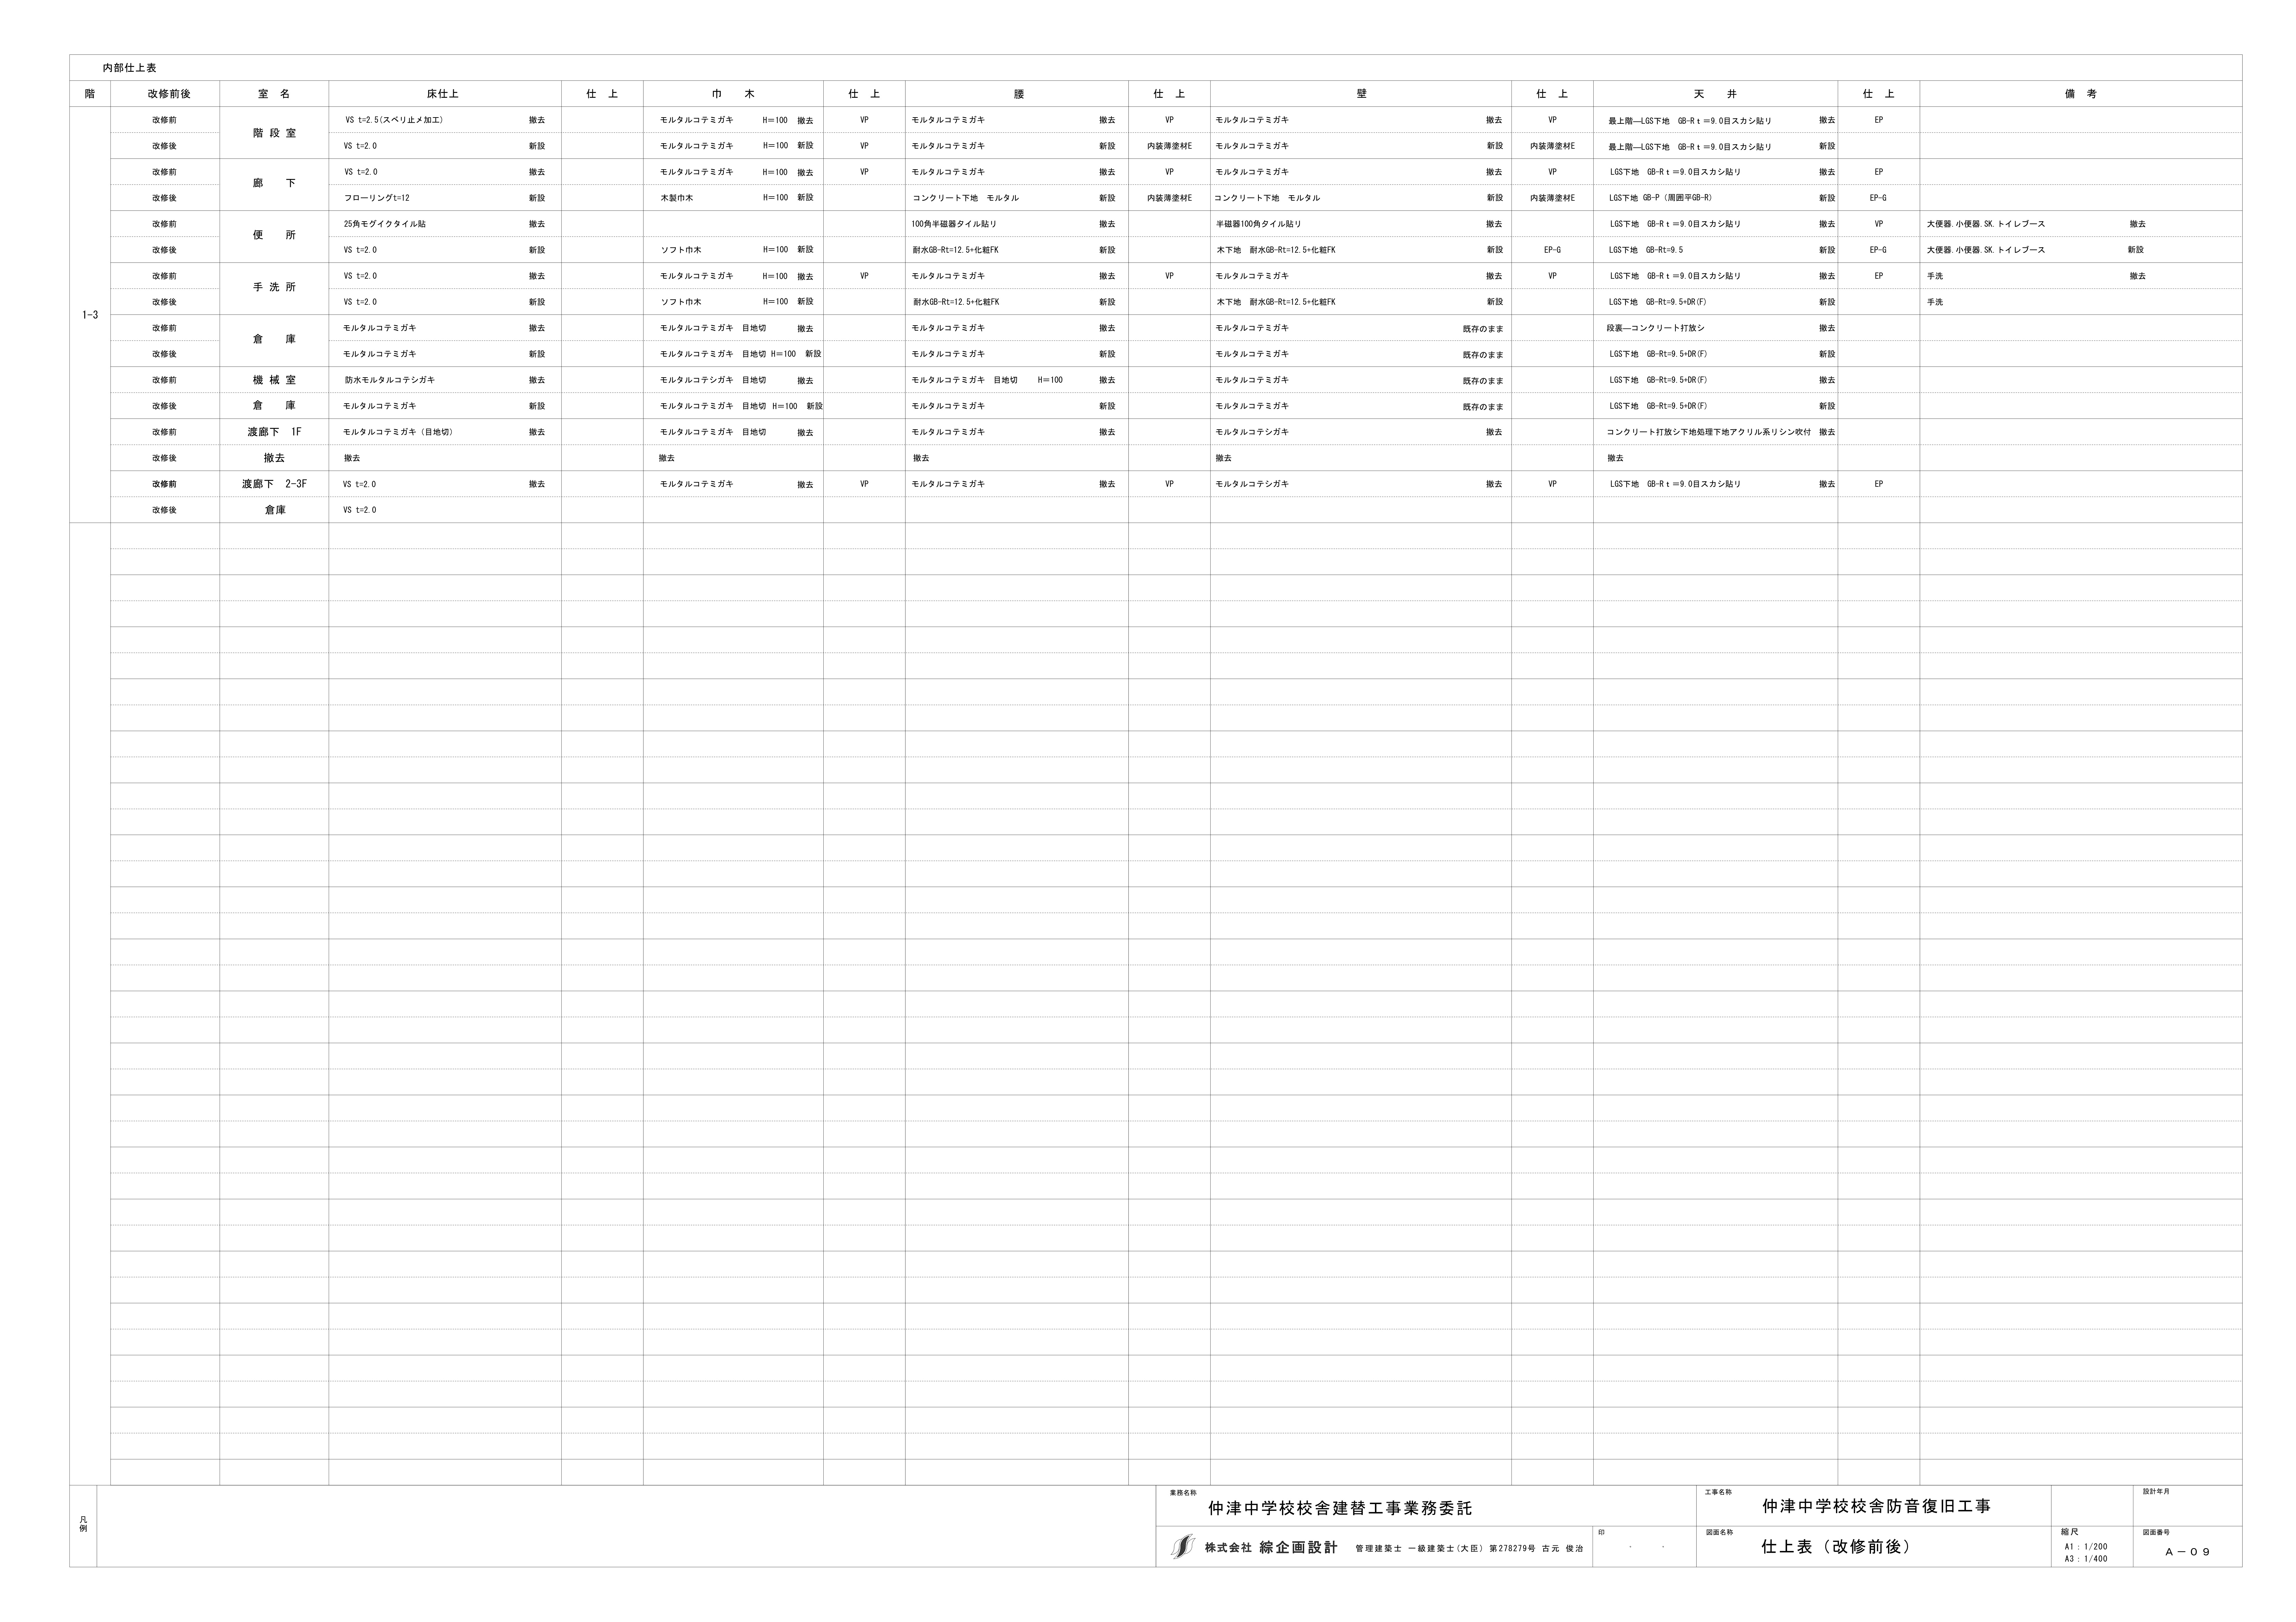 内部仕上表
階 改修前後 室 名 床仕上 仕 上 巾 木 仕 上 腰 仕 上 壁 仕 上 天 井 仕 上 備 考
改修前 VS t=2.5(スベリ止メ加工) 撤去 モルタルコテミガキ H=100 撤去 VP モルタルコテミガキ 撤去 VP モルタルコテミガキ 撤去 VP 最上階―LGS下地 GB-Rｔ=9.0目スカシ貼リ 撤去 EP
階 段 室
改修後 VS t=2.0 新設 モルタルコテミガキ H=100 新設 VP モルタルコテミガキ 新設 内装薄塗材E モルタルコテミガキ 新設 内装薄塗材E 最上階―LGS下地 GB-Rｔ=9.0目スカシ貼リ 新設
改修前 VS t=2.0 撤去 モルタルコテミガキ H=100 撤去 VP モルタルコテミガキ 撤去 VP モルタルコテミガキ 撤去 VP LGS下地 GB-Rｔ=9.0目スカシ貼リ 撤去 EP
廊 下
改修後 フローリングt=12 新設 木製巾木 H=100 新設 コンクリート下地 モルタル 新設 内装薄塗材E コンクリート下地 モルタル 新設 内装薄塗材E LGS下地 GB-P（周囲平GB-R） 新設 EP-G
改修前 25角モザイクタイル貼 撤去 100角半磁器タイル貼リ 撤去 半磁器100角タイル貼リ 撤去 LGS下地 GB-Rｔ=9.0目スカシ貼リ 撤去 VP 大便器.小便器.SK.トイレブース 撤去
便 所
改修後 VS t=2.0 新設 ソフト巾木 H=100 新設 耐水GB-Rt=12.5+化粧FK 新設 木下地 耐水GB-Rt=12.5+化粧FK 新設 EP-G LGS下地 GB-Rt=9.5 新設 EP-G 大便器.小便器.SK.トイレブース 新設
改修前 VS t=2.0 撤去 モルタルコテミガキ H=100 撤去 VP モルタルコテミガキ 撤去 VP モルタルコテミガキ 撤去 VP LGS下地 GB-Rｔ=9.0目スカシ貼リ 撤去 EP 手洗 撤去
手 洗 所
改修後 VS t=2.0 新設 ソフト巾木 H=100 新設 耐水GB-Rt=12.5+化粧FK 新設 木下地 耐水GB-Rt=12.5+化粧FK 新設 LGS下地 GB-Rt=9.5+DR(F) 新設 手洗
1-3
改修前 モルタルコテミガキ 撤去 モルタルコテミガキ 目地切 撤去 モルタルコテミガキ 撤去 モルタルコテミガキ 既存のまま 段裏―コンクリート打放シ 撤去
倉 庫
改修後 モルタルコテミガキ 新設 モルタルコテミガキ 目地切 H=100 新設 モルタルコテミガキ 新設 モルタルコテミガキ 既存のまま LGS下地 GB-Rt=9.5+DR(F) 新設
改修前 機 械 室 防水モルタルコテシガキ 撤去 モルタルコテシガキ 目地切 撤去 モルタルコテミガキ 目地切 H=100 撤去 モルタルコテミガキ 既存のまま LGS下地 GB-Rt=9.5+DR(F) 撤去
改修後 倉 庫 モルタルコテミガキ 新設 モルタルコテミガキ 目地切 H=100 新設 モルタルコテミガキ 新設 モルタルコテミガキ 既存のまま LGS下地 GB-Rt=9.5+DR(F) 新設
改修前 渡廊下 1F モルタルコテミガキ（目地切） 撤去 モルタルコテミガキ 目地切 撤去 モルタルコテミガキ 撤去 モルタルコテシガキ 撤去 コンクリート打放シ下地処理下地アクリル系リシン吹付 撤去
改修後 撤去 撤去 撤去 撤去 撤去 撤去
改修前 渡廊下 2-3F VS t=2.0 撤去 モルタルコテミガキ 撤去 VP モルタルコテミガキ 撤去 VP モルタルコテシガキ 撤去 VP LGS下地 GB-Rｔ=9.0目スカシ貼リ 撤去 EP
改修後 倉庫 VS t=2.0
凡例
業務名称 仲津中学校校舎建替工事業務委託
工事名称 仲津中学校校舎防音復旧工事
設計年月
株式会社 綜企画設計 管理建築士 一級建築士(大臣) 第278279号 古元 俊治
印 ・ ・
図面名称 仕上表（改修前後）
縮尺
A1 : 1/200
A3 : 1/400
図面番号
Ａ－０９